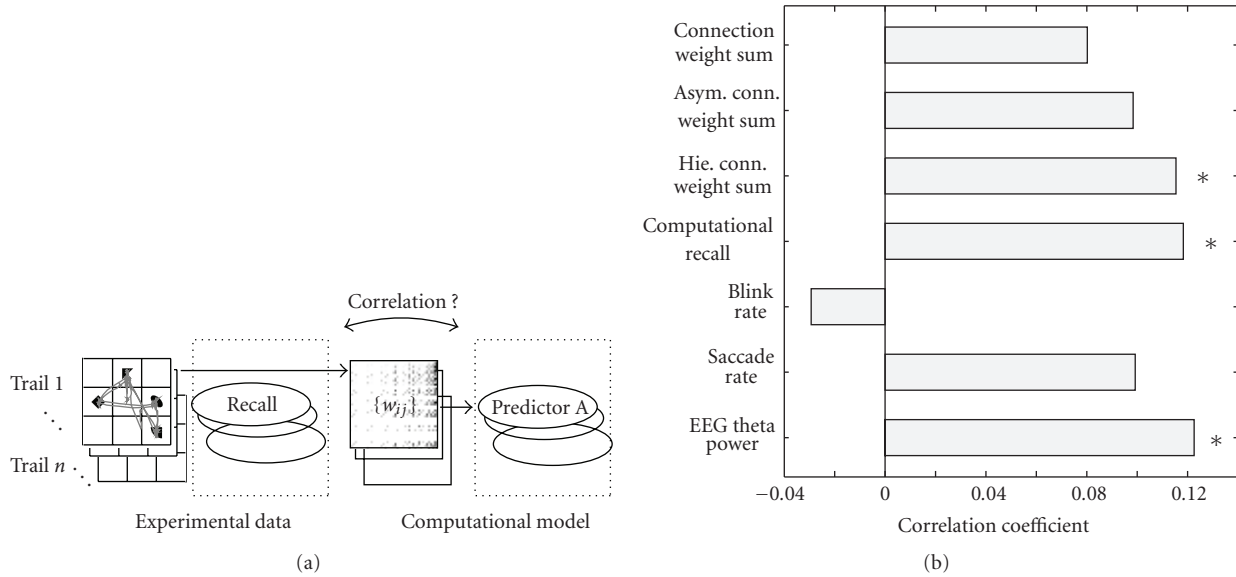 Correlation ?
Trail 1
Recall
{w_ij}
Predictor A
Trail n
Experimental data
Computational model
(a)
Connection
weight sum
Asym. conn.
weight sum
Hie. conn.
weight sum
*
Computational
recall
*
Blink
rate
Saccade
rate
EEG theta
power
*
−0.04
0
0.04
0.08
0.12
Correlation coefficient
(b)